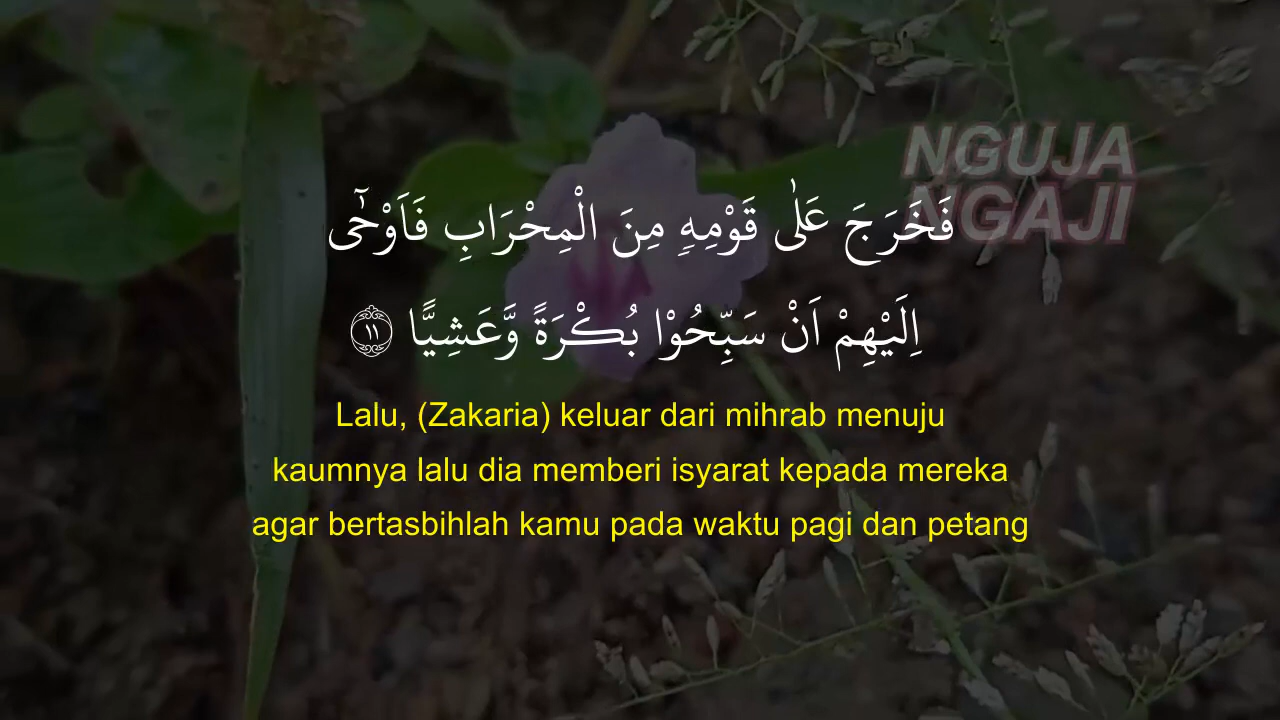 NGUJA
NGAJI
فَخَرَجَ عَلٰى قَوْمِهٖ مِنَ الْمِحْرَابِ فَاَوْحٰٓى
اِلَيْهِمْ اَنْ سَبِّحُوْا بُكْرَةً وَّعَشِيًّا ۝١١
Lalu, (Zakaria) keluar dari mihrab menuju
kaumnya lalu dia memberi isyarat kepada mereka
agar bertasbihlah kamu pada waktu pagi dan petang